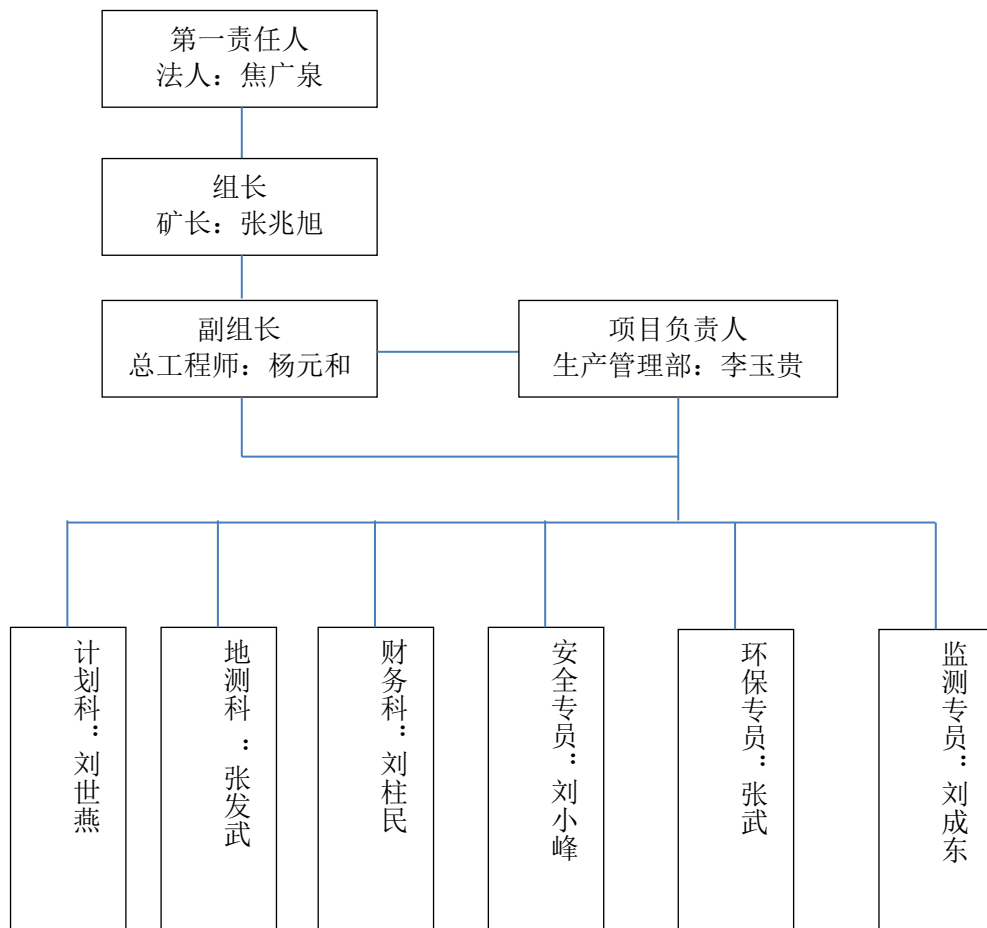 第一责任人
法人：焦广泉
组长
矿长：张兆旭
副组长
总工程师：杨元和
项目负责人
生产管理部：李玉贵
计划科：刘世燕
地测科 ：张发武
财务科：刘柱民
安全专员：刘小峰
环保专员：张武
监测专员：刘成东